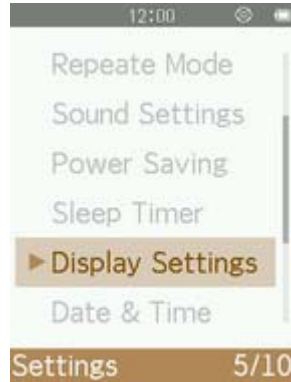 12:00
Repeate Mode
Sound Settings
Power Saving
Sleep Timer
Display Settings
Date & Time
Settings 5/10